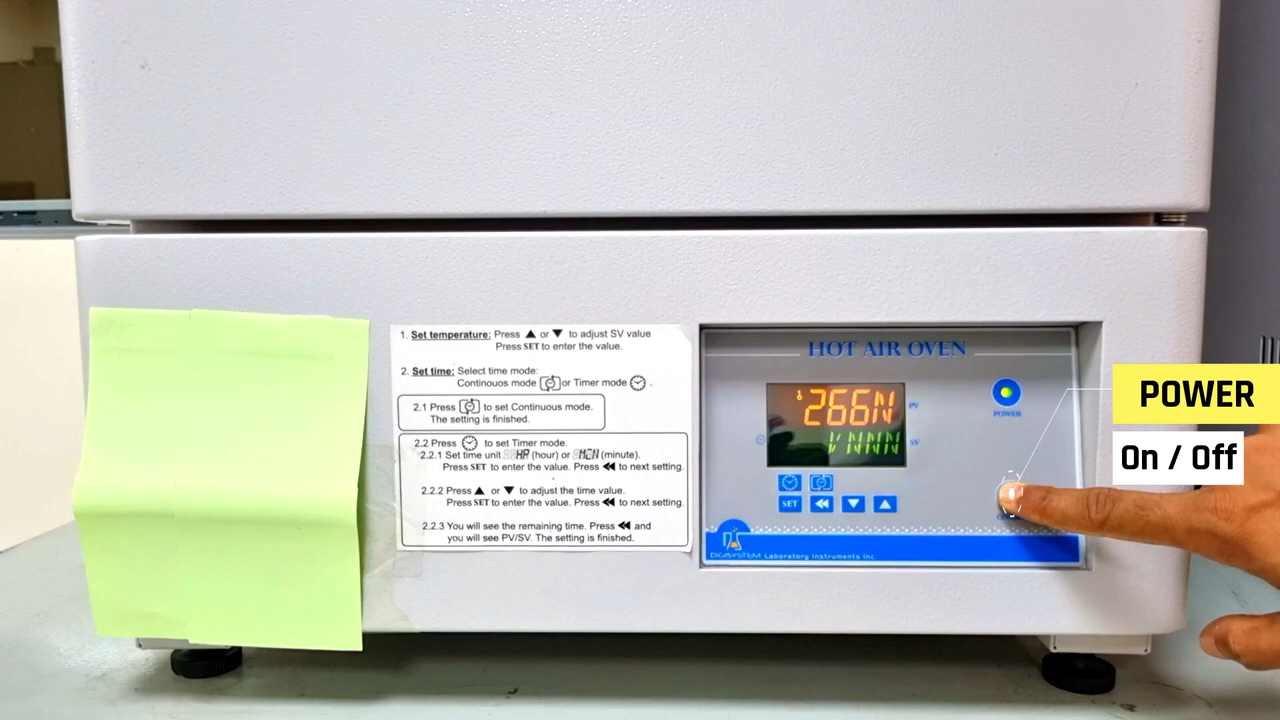 1. Set temperature: Press ▲ or ▼ to adjust SV value
Press SET to enter the value.
2. Set time: Select time mode:
Continouos mode or Timer mode .
2.1 Press to set Continuous mode.
The setting is finished.
2.2 Press to set Timer mode.
2.2.1 Set time unit HR (hour) or MIN (minute).
Press SET to enter the value. Press ◀◀ to next setting.
2.2.2 Press ▲ or ▼ to adjust the time value.
Press SET to enter the value. Press ◀◀ to next setting.
2.2.3 You will see the remaining time. Press ◀◀ and
you will see PV/SV. The setting is finished.
HOT AIR OVEN
266N
PV
VNNN
SV
SET
POWER
DIGISYSTEM Laboratory Instruments Inc.
POWER
On / Off